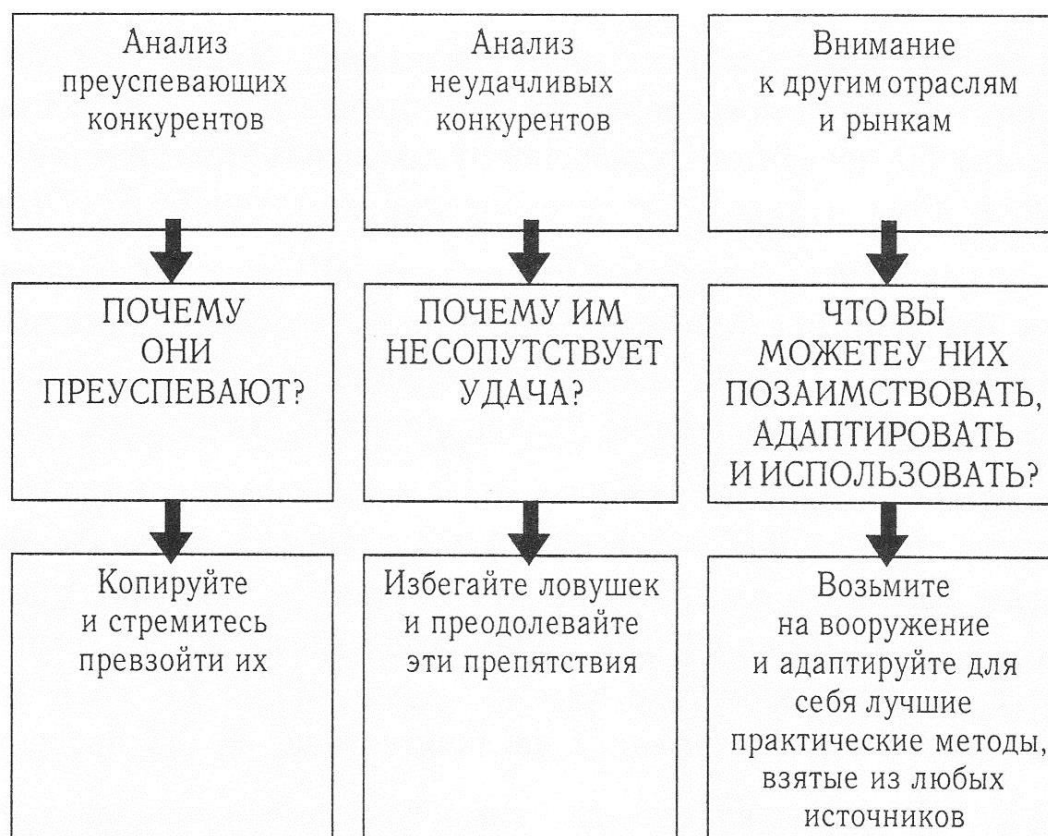 Анализ
преуспевающих
конкурентов
Анализ
неудачливых
конкурентов
Внимание
к другим отраслям
и рынкам
ПОЧЕМУ
ОНИ
ПРЕУСПЕВАЮТ?
ПОЧЕМУ ИМ
НЕСОПУТСТВУЕТ
УДАЧА?
ЧТО ВЫ
МОЖЕТЕУ НИХ
ПОЗАИМСТВОВАТЬ,
АДАПТИРОВАТЬ
И ИСПОЛЬЗОВАТЬ?
Копируйте
и стремитесь
превзойти их
Избегайте ловушек
и преодолевайте
эти препятствия
Возьмите
на вооружение
и адаптируйте для
себя лучшие
практические методы,
взятые из любых
источников